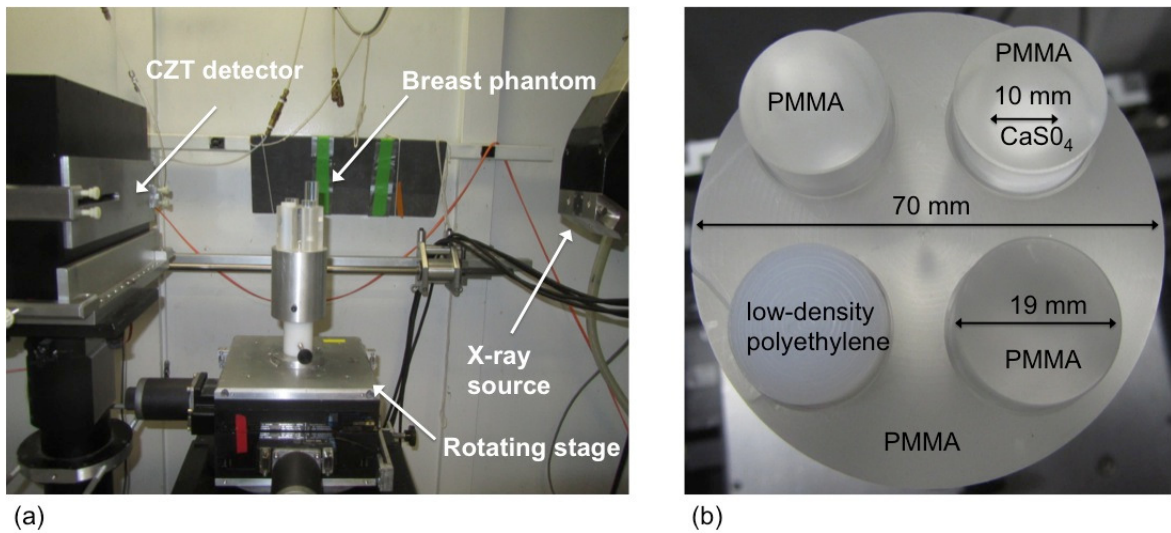 CZT detector
Breast phantom
X-ray
source
Rotating stage
(a)
PMMA
PMMA
10 mm
CaS0₄
70 mm
low-density
polyethylene
19 mm
PMMA
PMMA
(b)